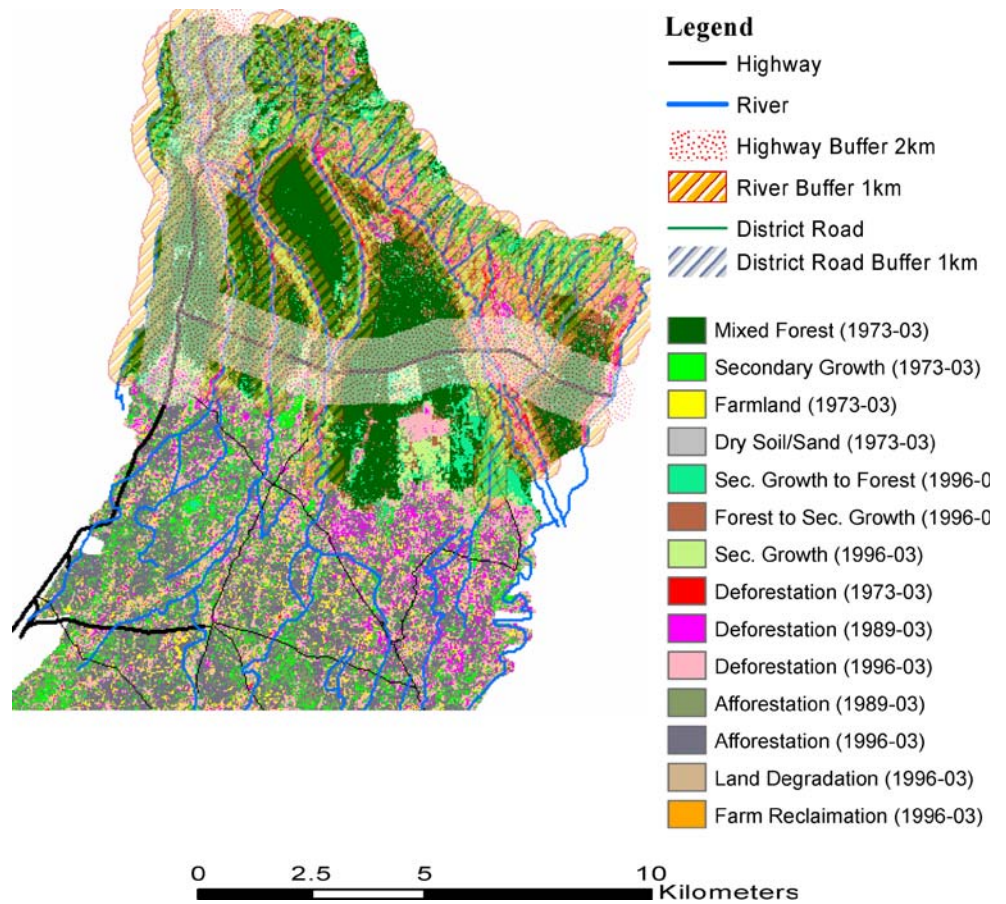 Legend
Highway
River
Highway Buffer 2km
River Buffer 1km
District Road
District Road Buffer 1km
Mixed Forest (1973-03)
Secondary Growth (1973-03)
Farmland (1973-03)
Dry Soil/Sand (1973-03)
Sec. Growth to Forest (1996-0
Forest to Sec. Growth (1996-0
Sec. Growth (1996-03)
Deforestation (1973-03)
Deforestation (1989-03)
Deforestation (1996-03)
Afforestation (1989-03)
Afforestation (1996-03)
Land Degradation (1996-03)
Farm Reclamation (1996-03)
0 2.5 5 10
Kilometers